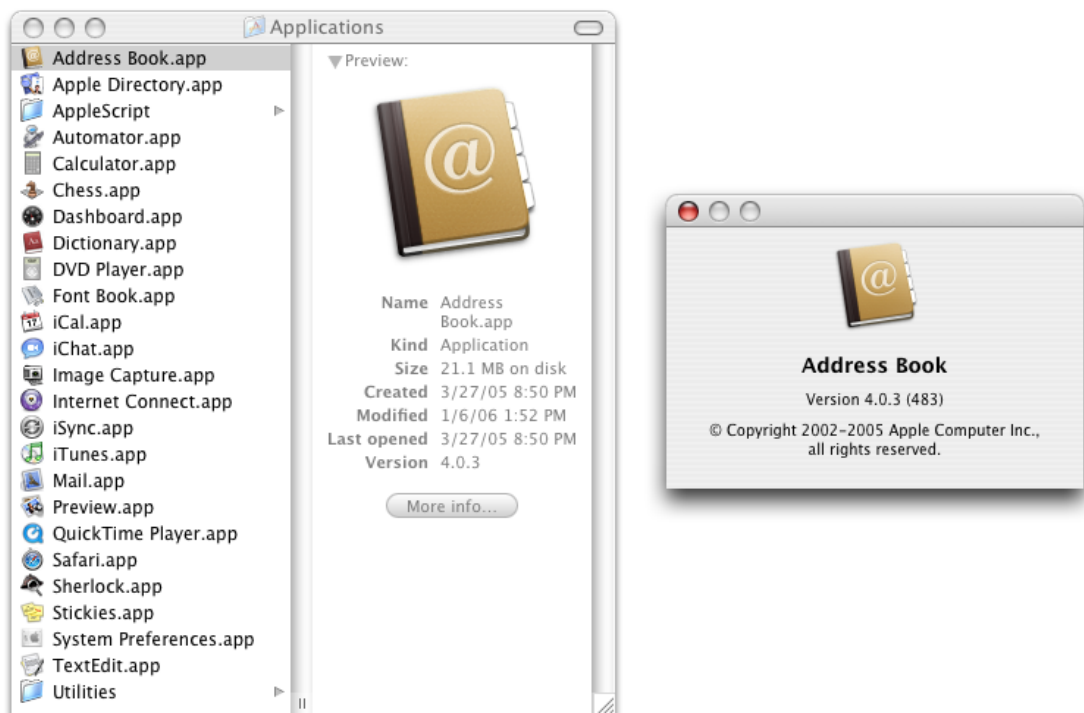 Applications
Address Book.app
Apple Directory.app
AppleScript
Automator.app
Calculator.app
Chess.app
Dashboard.app
Dictionary.app
DVD Player.app
Font Book.app
iCal.app
iChat.app
Image Capture.app
Internet Connect.app
iSync.app
iTunes.app
Mail.app
Preview.app
QuickTime Player.app
Safari.app
Sherlock.app
Stickies.app
System Preferences.app
TextEdit.app
Utilities
Preview:
@
Name Address
Book.app
Kind Application
Size 21.1 MB on disk
Created 3/27/05 8:50 PM
Modified 1/6/06 1:52 PM
Last opened 3/27/05 8:50 PM
Version 4.0.3
More info...
@
Address Book
Version 4.0.3 (483)
© Copyright 2002–2005 Apple Computer Inc.,
all rights reserved.